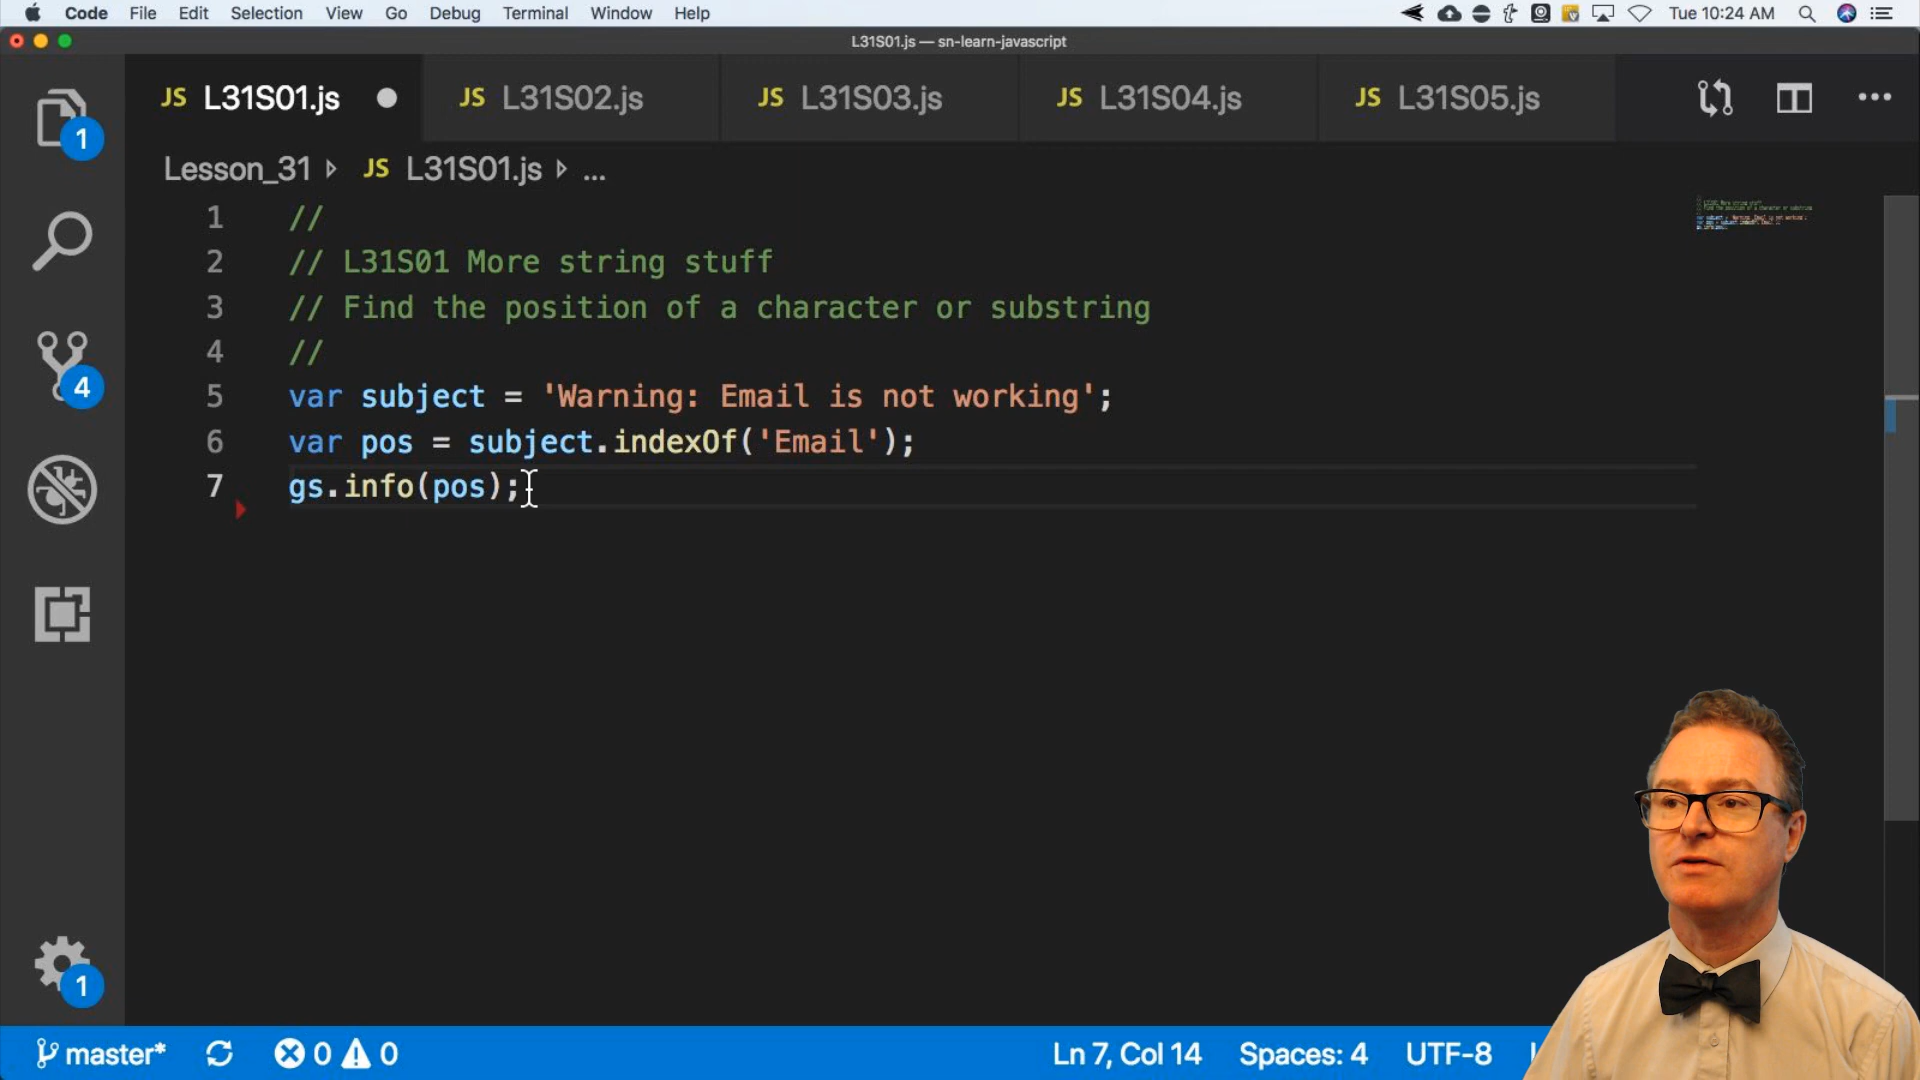 Code File Edit Selection View Go Debug Terminal Window Help Tue 10:24 AM
L31S01.js — sn-learn-javascript
JS L31S01.js JS L31S02.js JS L31S03.js JS L31S04.js JS L31S05.js
1
Lesson_31 JS L31S01.js ...
1 //
2 // L31S01 More string stuff
3 // Find the position of a character or substring
4 //
5 var subject = 'Warning: Email is not working';
6 var pos = subject.indexOf('Email');
7 gs.info(pos);
4
1
master* 0 0 Ln 7, Col 14 Spaces: 4 UTF-8